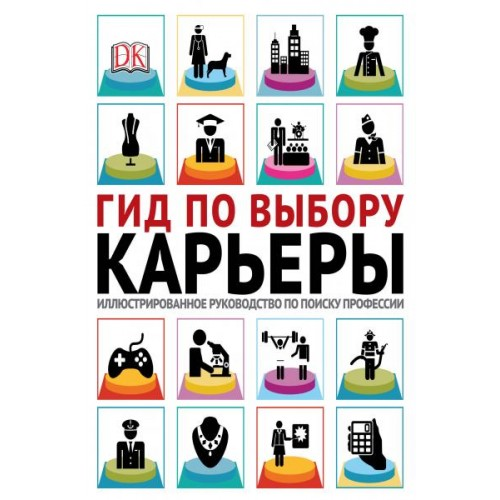 DK
ГИД ПО ВЫБОРУ
КАРЬЕРЫ
ИЛЛЮСТРИРОВАННОЕ РУКОВОДСТВО ПО ПОИСКУ ПРОФЕССИИ